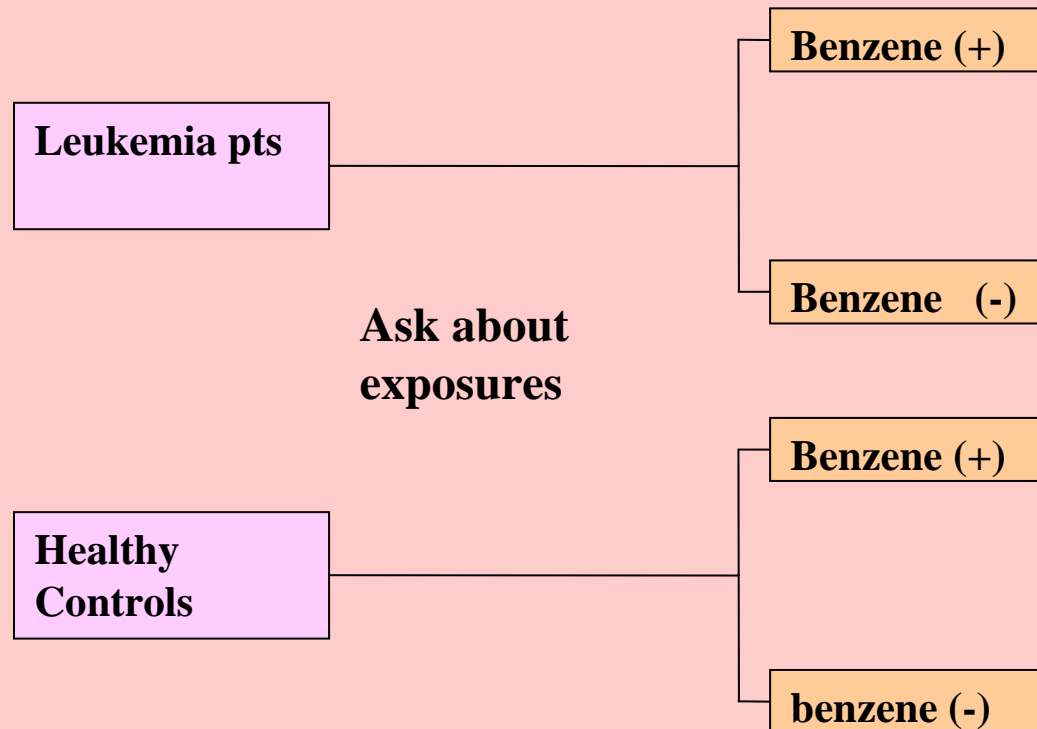 Benzene (+)
Leukemia pts
Benzene (-)
Ask about
exposures
Benzene (+)
Healthy
Controls
benzene (-)